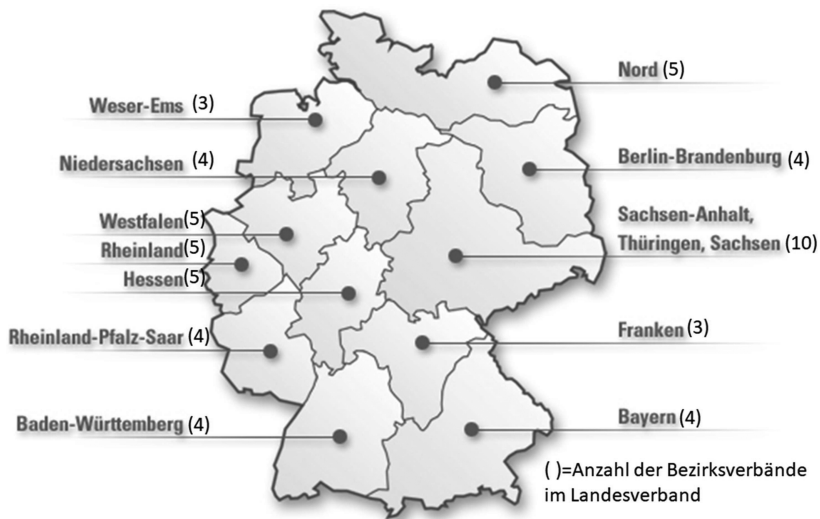 Weser-Ems (3)
Niedersachsen (4)
Westfalen(5)
Rheinland(5)
Hessen(5)
Rheinland-Pfalz-Saar (4)
Baden-Württemberg (4)
Nord (5)
Berlin-Brandenburg (4)
Sachsen-Anhalt,
Thüringen, Sachsen (10)
Franken (3)
Bayern (4)
( )=Anzahl der Bezirksverbände
im Landesverband